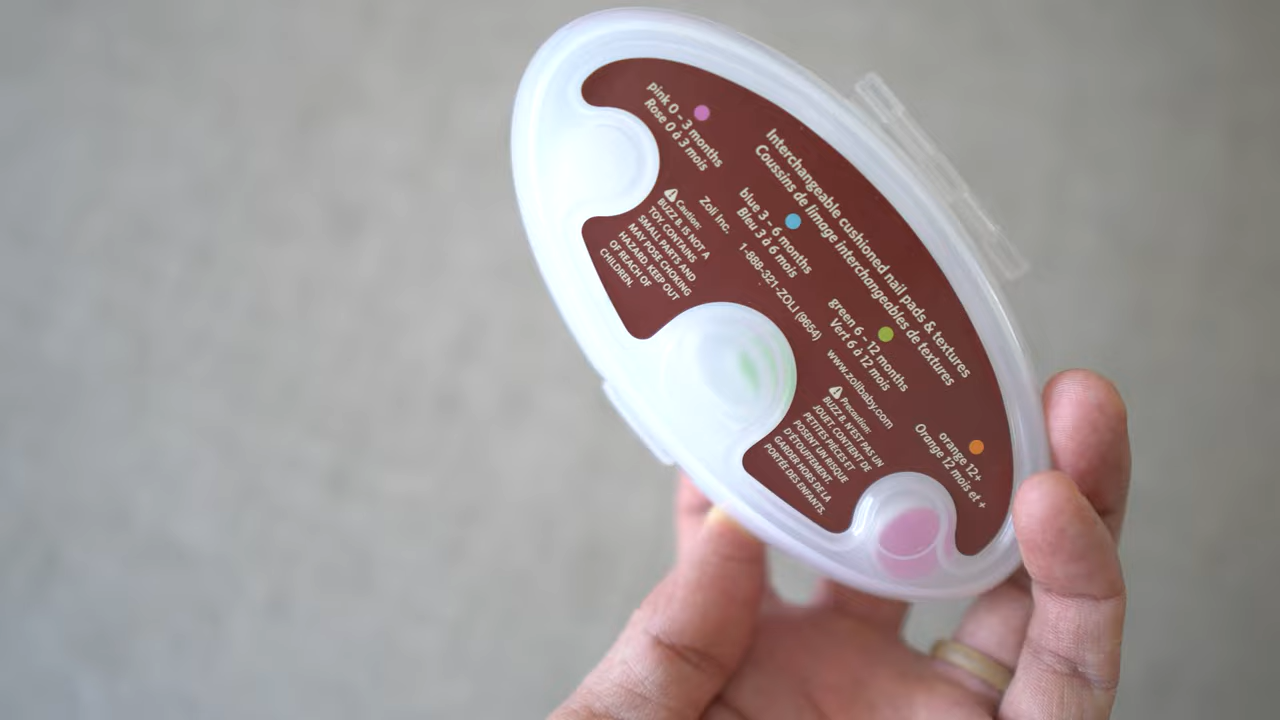 Interchangeable cushioned nail pads & textures
Coussins de limage interchangeables de textures
pink 0 – 3 months
Rose 0 à 3 mois
blue 3 – 6 months
Bleu 3 à 6 mois
green 6 – 12 months
Vert 6 à 12 mois
orange 12+
Orange 12 mois et +
Zoli Inc.
1-888-321-ZOLI (9654)
www.zolibaby.com
Caution:
BUZZ B. IS NOT A
TOY. CONTAINS
SMALL PARTS AND
MAY POSE CHOKING
HAZARD. KEEP OUT
OF REACH OF
CHILDREN.
Precaution:
BUZZ B. N'EST PAS UN
JOUET. CONTIENT DE
PETITES PIÈCES ET
POSENT UN RISQUE
D'ÉTOUFFEMENT.
GARDER HORS DE LA
PORTÉE DES ENFANTS.